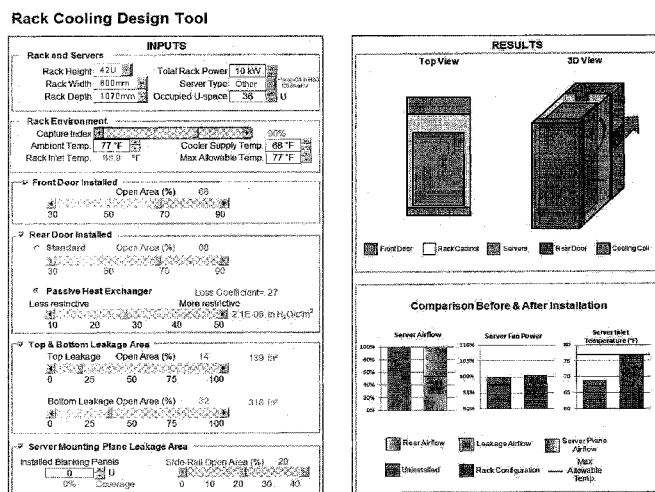 Rack Cooling Design Tool
INPUTS
Rack and Servers
Rack Height 42U Total Rack Power 10 kW
Rack Width 600mm Server Type: Other
Rack Depth 1070mm Occupied U-space 36 U
Rack Environment
Capture Index 90%
Ambient Temp. 77 °F Cooler Supply Temp. 68 °F
Rack Inlet Temp. °F Max Allowable Temp. 77 °F
Front Door Installed
Open Area (%)
30 50 70 90
Rear Door Installed
Standard Open Area (%)
30 50 70 90
Passive Heat Exchanger Loss Coefficient= 27
Less restrictive More restrictive
10 20 30 40 50
Top & Bottom Leakage Area
Top Leakage Open Area (%) 14 139 in²
0 25 50 75 100
Bottom Leakage Open Area (%) 32 318 in²
0 25 50 75 100
Server Mounting Plane Leakage Area
Installed Blanking Panels Side-Rail Open Area (%) 20
0 U
0% Coverage 0 10 20 30 40
RESULTS
Top View 3D View
Front Door Rack Cabinet Servers Rear Door Cooling Coil
Comparison Before & After Installation
Server Airflow Server Fan Power Server Inlet
Temperature (°F)
Rear Airflow Leakage Airflow Server Plane
Airflow
Uninstalled Rack Configuration Max
Allowable
Temp.